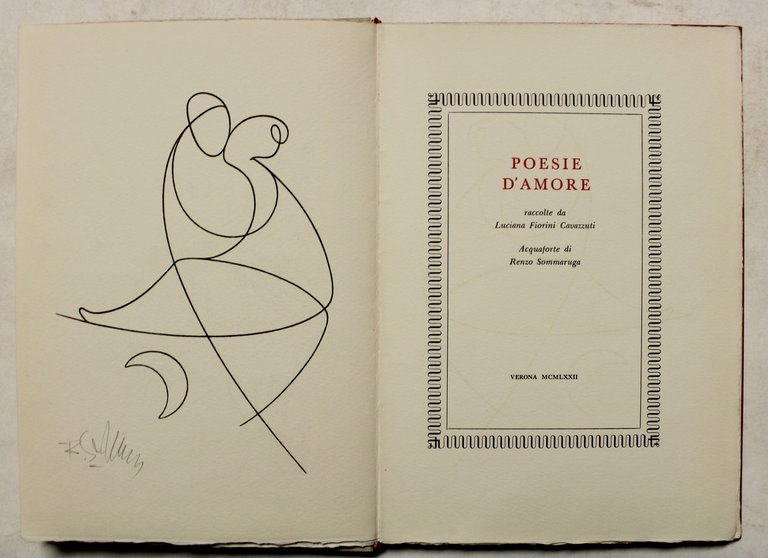 POESIE
D'AMORE
raccolte da
Luciana Fiorini Cavazzuti
Acquaforte di
Renzo Sommaruga
VERONA MCMLXXII